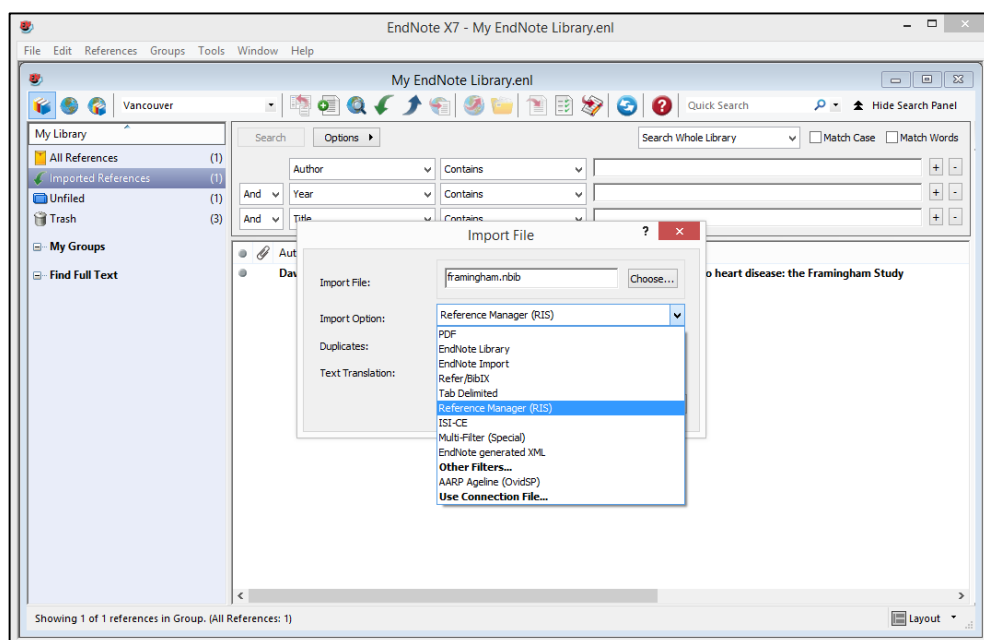 EndNote X7 - My EndNote Library.enl
File Edit References Groups Tools Window Help
My EndNote Library.enl
Vancouver Quick Search Hide Search Panel
My Library
Search Options Search Whole Library Match Case Match Words
All References (1)
Imported References (1)
Unfiled (1)
Trash (3)
My Groups
Find Full Text
Author Contains + -
And Year Contains + -
And Title Contains + -
Aut
o heart disease: the Framingham Study
Import File ?
Import File: framingham.nbib Choose...
Import Option: Reference Manager (RIS)
Duplicates:
Text Translation:
PDF
EndNote Library
EndNote Import
Refer/BibIX
Tab Delimited
Reference Manager (RIS)
ISI-CE
Multi-Filter (Special)
EndNote generated XML
Other Filters...
AARP Ageline (OvidSP)
Use Connection File...
Showing 1 of 1 references in Group. (All References: 1) Layout